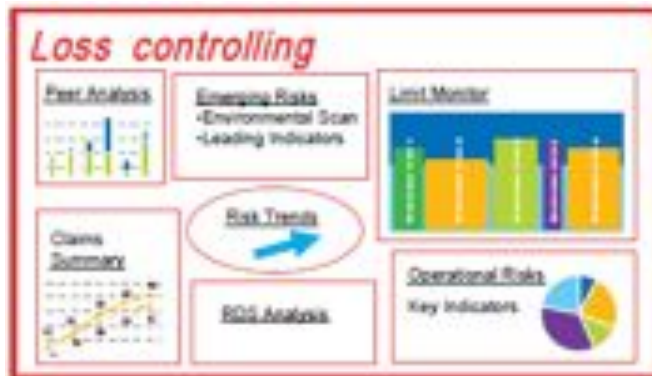 Loss controlling
Peer Analysis
Emerging Risks
•Environmental Scan
•Leading Indicators
Limit Monitor
Risk Trends
Claims
Summary
RDS Analysis
Operational Risks
Key Indicators